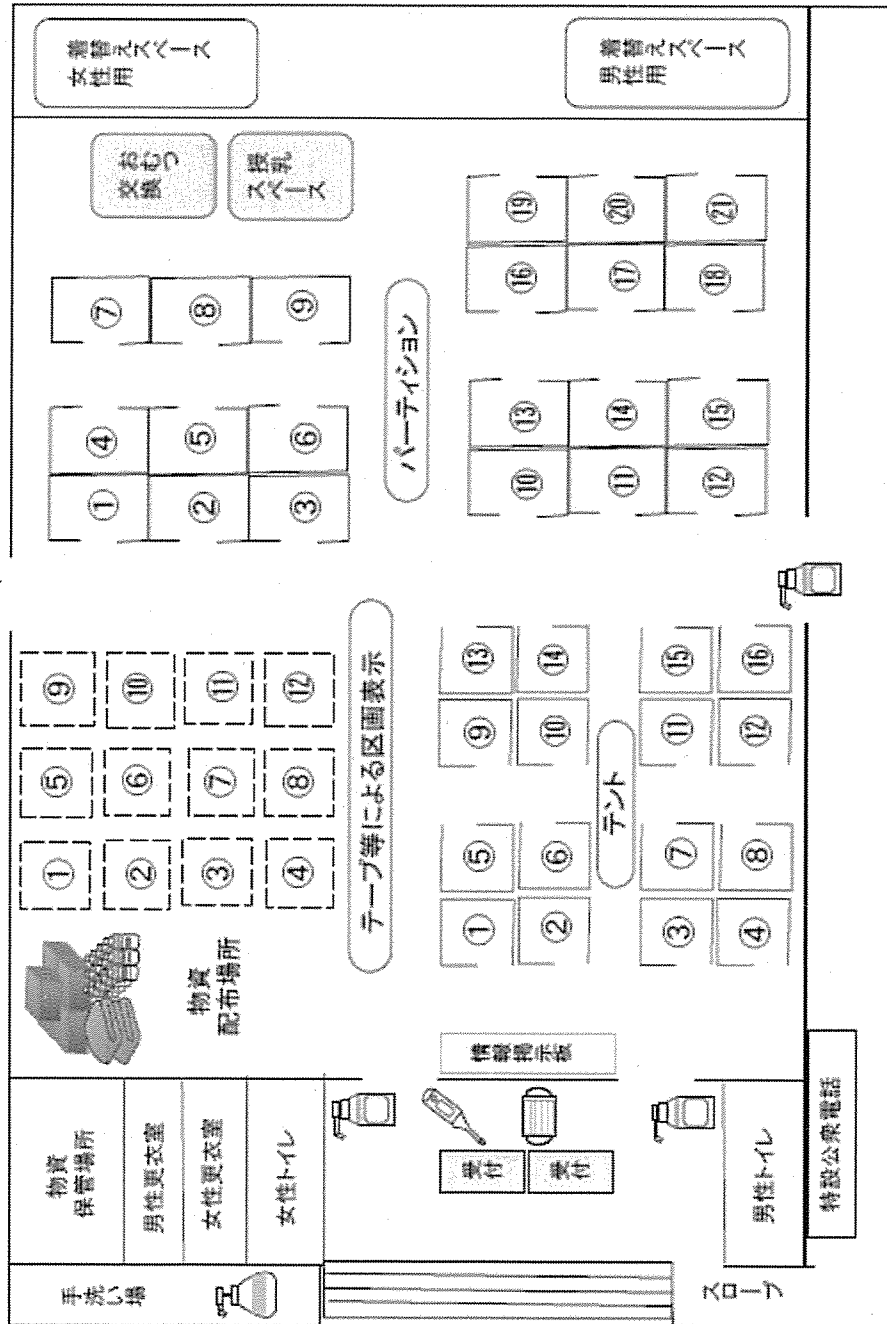 手洗い場
物資
保管場所
男性更衣室
女性更衣室
女性トイレ
受付
受付
スロープ
男性トイレ
特設公衆電話
情報掲示板
物資
配布場所
①
⑤
⑨
②
⑥
⑩
③
⑦
⑪
④
⑧
⑫
テープ等による区画表示
①
⑤
⑨
⑬
②
⑥
⑩
⑭
テント
③
⑦
⑪
⑮
④
⑧
⑫
⑯
①
④
⑦
②
⑤
⑧
③
⑥
⑨
パーティション
⑩
⑬
⑯
⑲
⑪
⑭
⑰
⑳
⑫
⑮
⑱
㉑
おむつ
交換
授乳
スペース
着替えスペース
女性用
着替えスペース
男性用